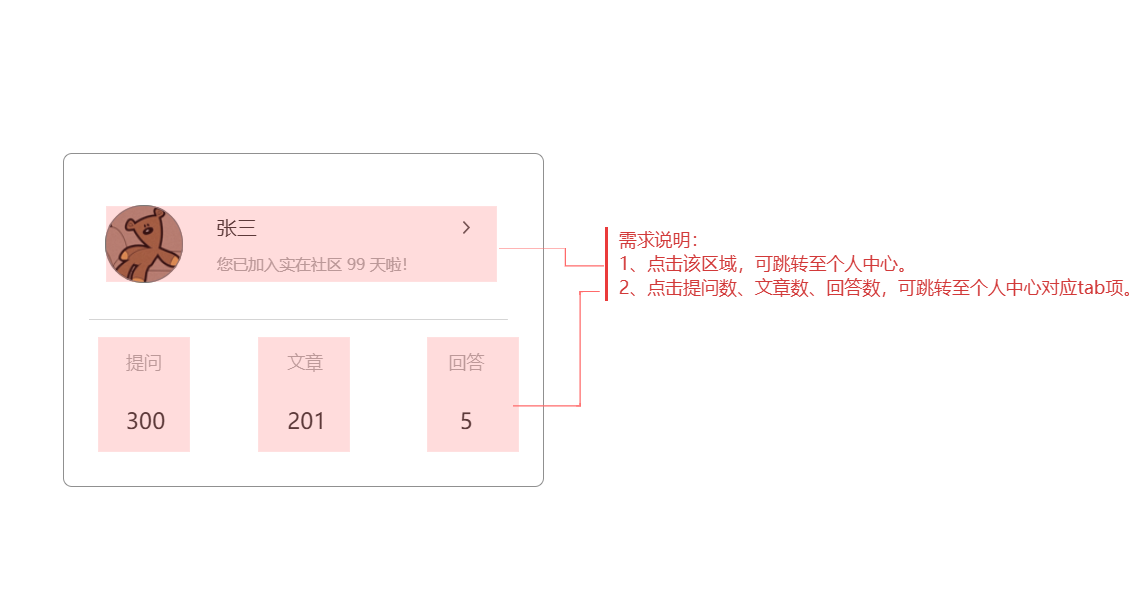 张三
您已加入实在社区 99 天啦!
提问
文章
回答
300
201
5
需求说明：
1、点击该区域，可跳转至个人中心。
2、点击提问数、文章数、回答数，可跳转至个人中心对应tab项。